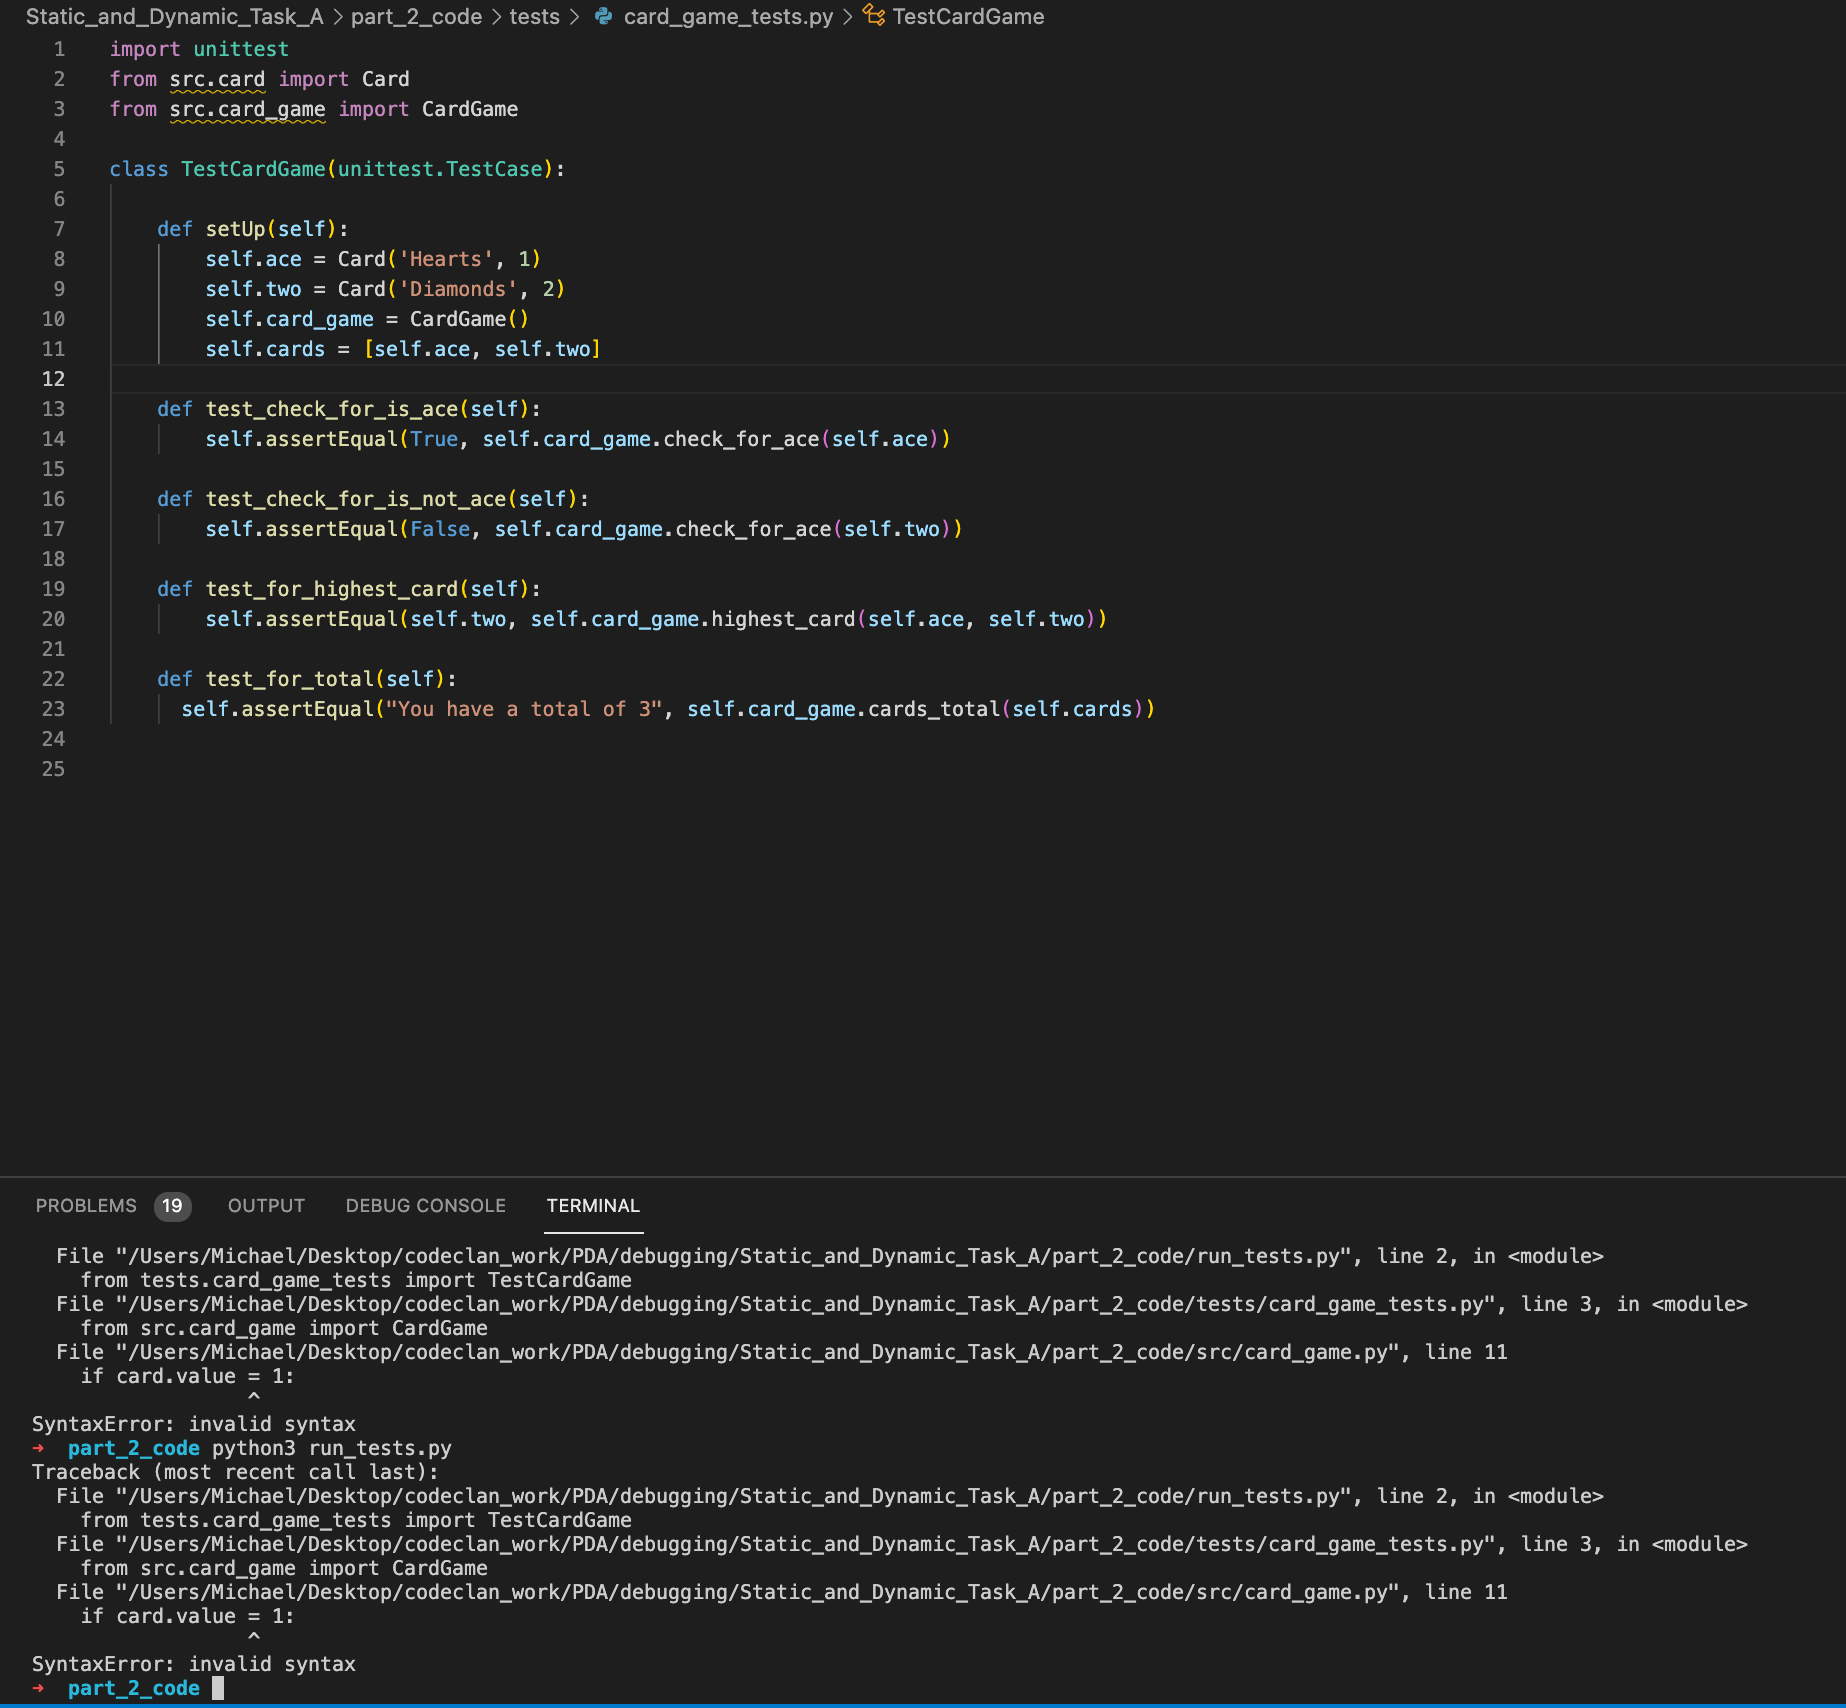 Static_and_Dynamic_Task_A > part_2_code > tests > card_game_tests.py > TestCardGame
1 import unittest
2 from src.card import Card
3 from src.card_game import CardGame
4
5 class TestCardGame(unittest.TestCase):
6
7     def setUp(self):
8         self.ace = Card('Hearts', 1)
9         self.two = Card('Diamonds', 2)
10         self.card_game = CardGame()
11         self.cards = [self.ace, self.two]
12
13     def test_check_for_is_ace(self):
14         self.assertEqual(True, self.card_game.check_for_ace(self.ace))
15
16     def test_check_for_is_not_ace(self):
17         self.assertEqual(False, self.card_game.check_for_ace(self.two))
18
19     def test_for_highest_card(self):
20         self.assertEqual(self.two, self.card_game.highest_card(self.ace, self.two))
21
22     def test_for_total(self):
23       self.assertEqual("You have a total of 3", self.card_game.cards_total(self.cards))
24
25
PROBLEMS 19 OUTPUT DEBUG CONSOLE TERMINAL
  File "/Users/Michael/Desktop/codeclan_work/PDA/debugging/Static_and_Dynamic_Task_A/part_2_code/run_tests.py", line 2, in <module>
    from tests.card_game_tests import TestCardGame
  File "/Users/Michael/Desktop/codeclan_work/PDA/debugging/Static_and_Dynamic_Task_A/part_2_code/tests/card_game_tests.py", line 3, in <module>
    from src.card_game import CardGame
  File "/Users/Michael/Desktop/codeclan_work/PDA/debugging/Static_and_Dynamic_Task_A/part_2_code/src/card_game.py", line 11
    if card.value = 1:
                  ^
SyntaxError: invalid syntax
➜  part_2_code python3 run_tests.py
Traceback (most recent call last):
  File "/Users/Michael/Desktop/codeclan_work/PDA/debugging/Static_and_Dynamic_Task_A/part_2_code/run_tests.py", line 2, in <module>
    from tests.card_game_tests import TestCardGame
  File "/Users/Michael/Desktop/codeclan_work/PDA/debugging/Static_and_Dynamic_Task_A/part_2_code/tests/card_game_tests.py", line 3, in <module>
    from src.card_game import CardGame
  File "/Users/Michael/Desktop/codeclan_work/PDA/debugging/Static_and_Dynamic_Task_A/part_2_code/src/card_game.py", line 11
    if card.value = 1:
                  ^
SyntaxError: invalid syntax
➜  part_2_code